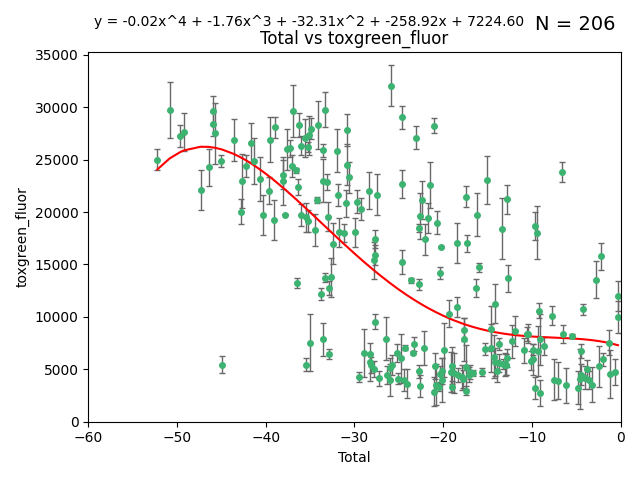 y = -0.02x^4 + -1.76x^3 + -32.31x^2 + -258.92x + 7224.60 N = 206
Total vs toxgreen_fluor
35000
30000
25000
20000
15000
10000
5000
0
toxgreen_fluor
−60 −50 −40 −30 −20 −10 0
Total